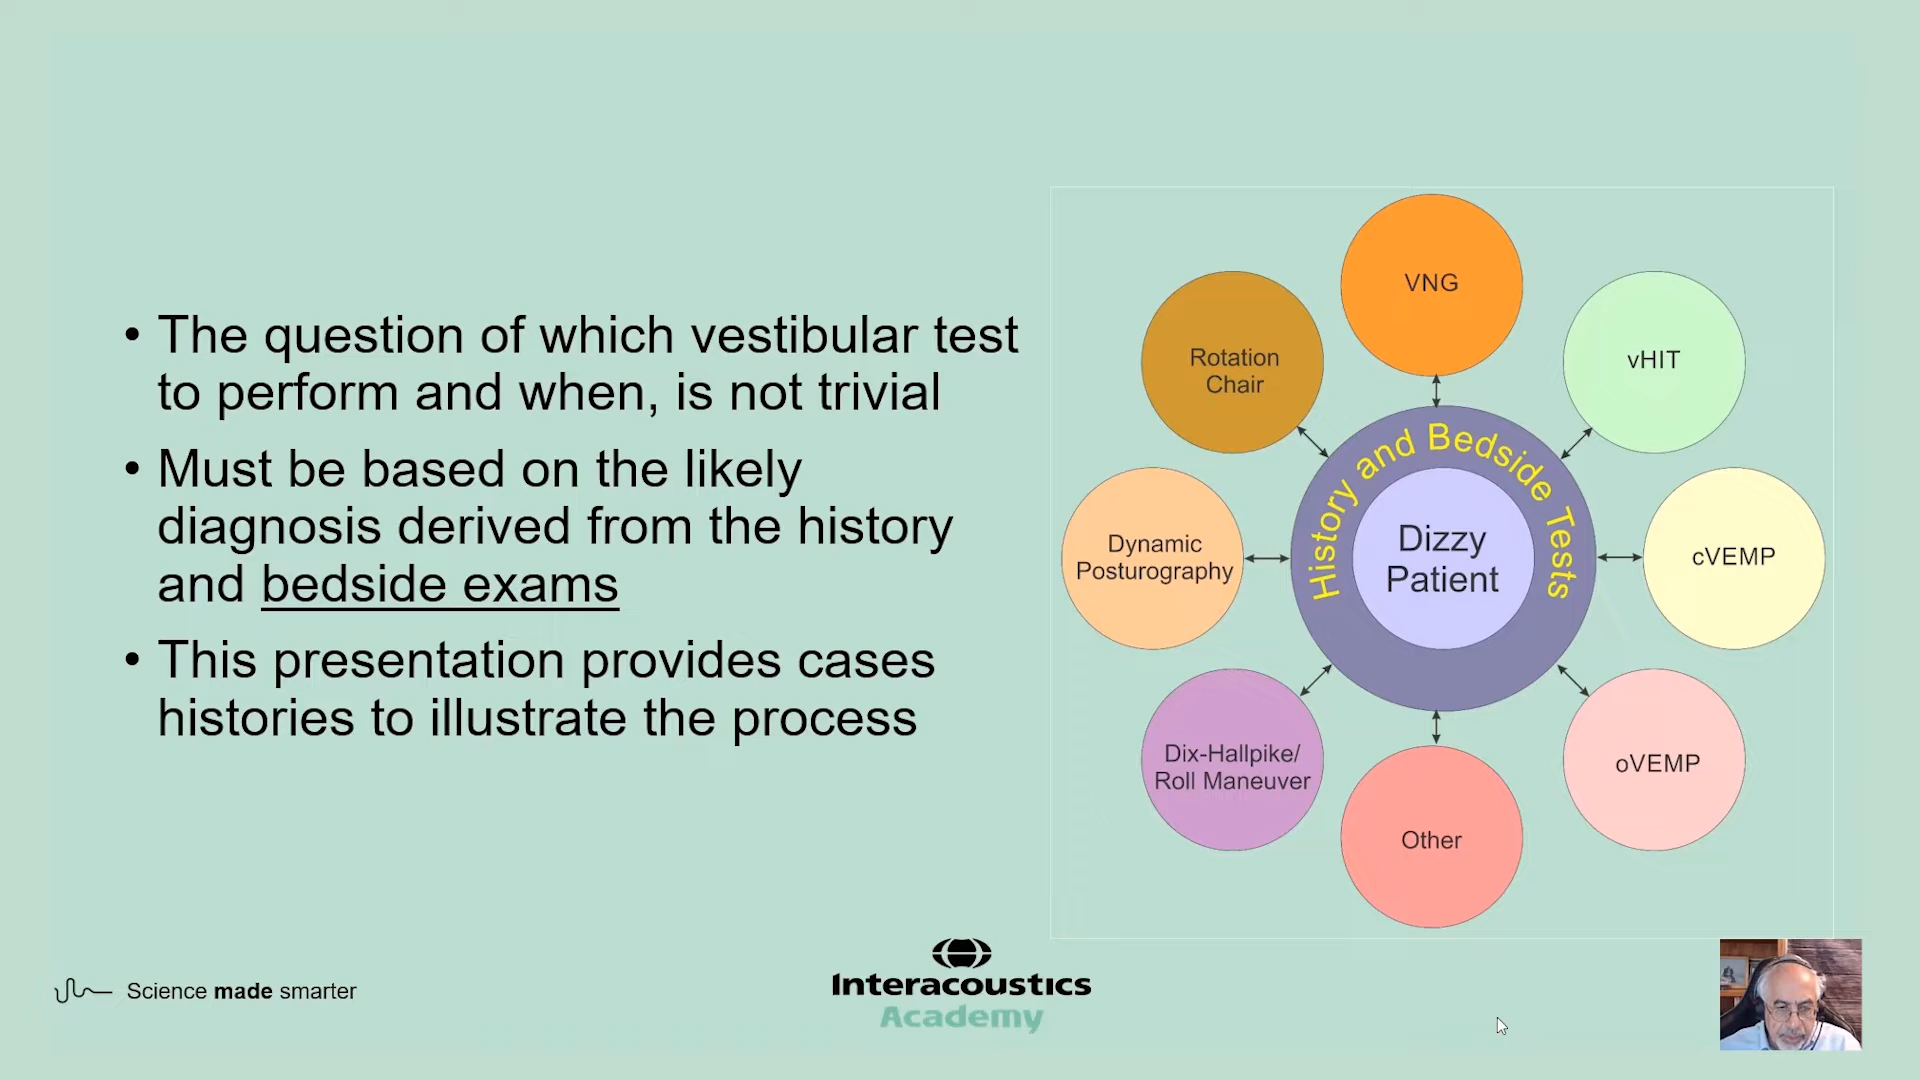 • The question of which vestibular test
to perform and when, is not trivial
• Must be based on the likely
diagnosis derived from the history
and bedside exams
• This presentation provides cases
histories to illustrate the process
VNG
Rotation
Chair
vHIT
History and Bedside Tests
Dizzy
Patient
Dynamic
Posturography
cVEMP
Dix-Hallpike/
Roll Maneuver
oVEMP
Other
Science made smarter
Interacoustics
Academy